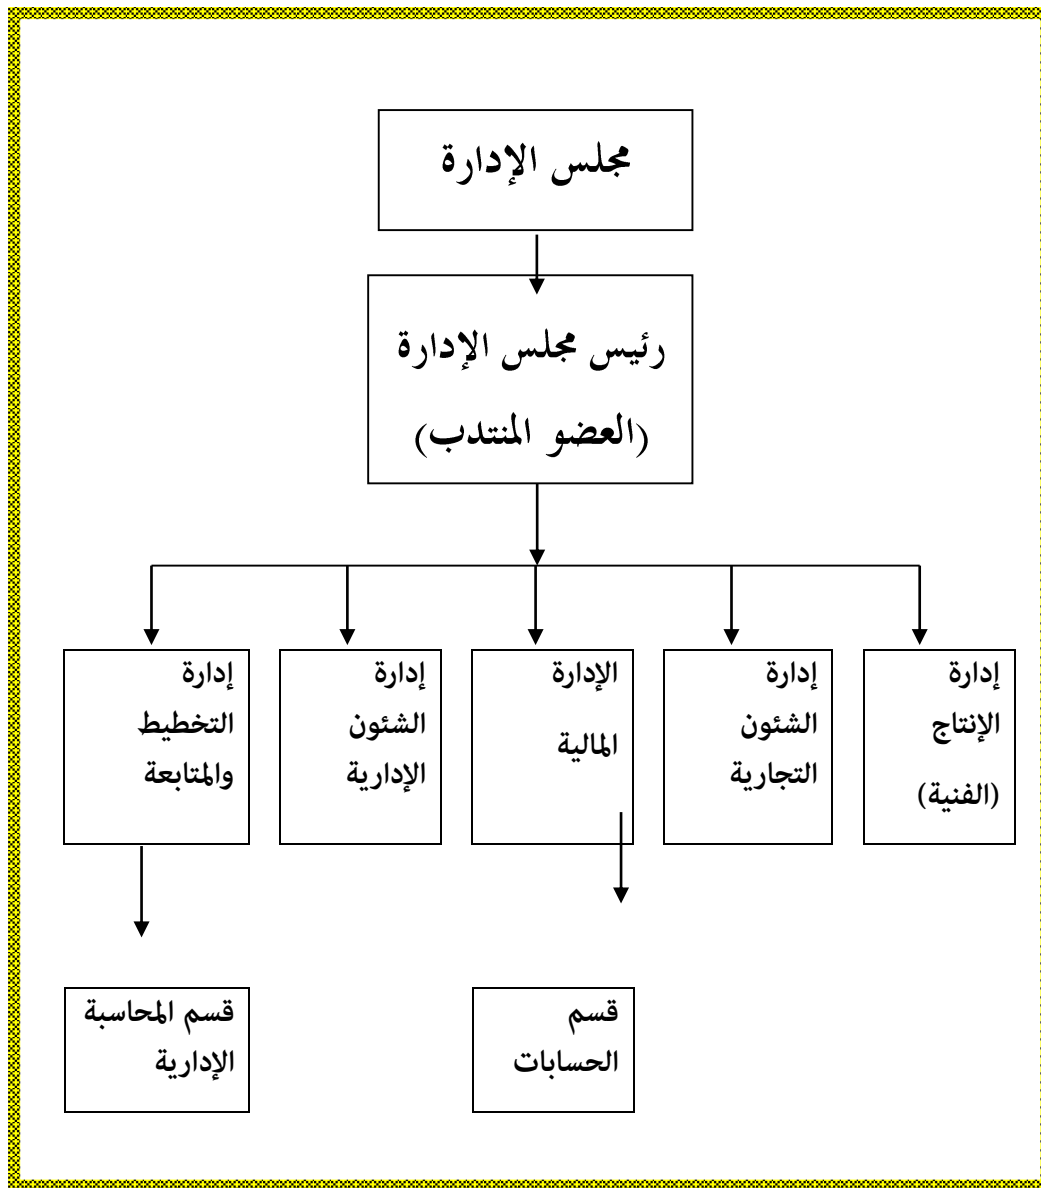 مجلس الإدارة
رئيس مجلس الإدارة
(العضو المنتدب)
إدارة
الإنتاج
(الفنية)
إدارة
الشئون
التجارية
الإدارة
المالية
إدارة
الشئون
الإدارية
إدارة
التخطيط
والمتابعة
قسم
الحسابات
قسم المحاسبة
الإدارية